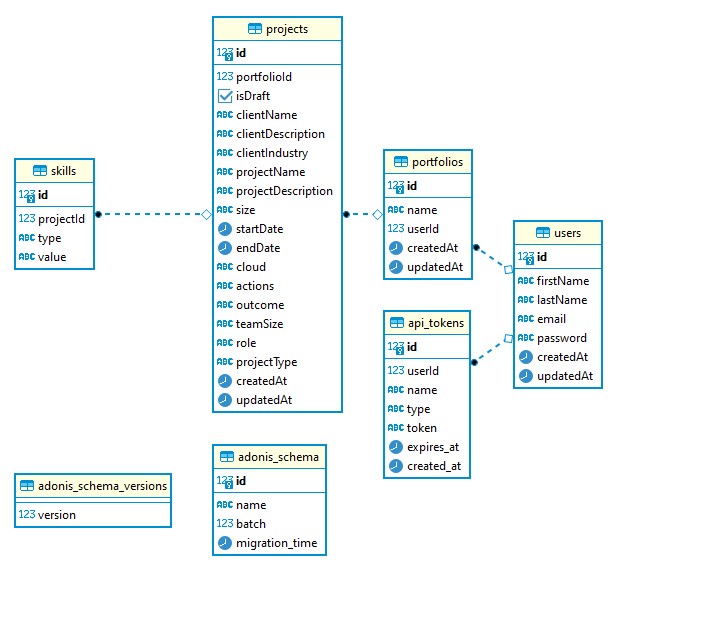 projects
123 id
123 portfolioId
isDraft
ABC clientName
ABC clientDescription
ABC clientIndustry
ABC projectName
ABC projectDescription
ABC size
startDate
endDate
ABC cloud
ABC actions
ABC outcome
ABC teamSize
ABC role
ABC projectType
createdAt
updatedAt
skills
123 id
123 projectId
ABC type
ABC value
portfolios
123 id
ABC name
123 userId
createdAt
updatedAt
users
123 id
ABC firstName
ABC lastName
ABC email
ABC password
createdAt
updatedAt
api_tokens
123 id
123 userId
ABC name
ABC type
ABC token
expires_at
created_at
adonis_schema
123 id
ABC name
123 batch
migration_time
adonis_schema_versions
123 version